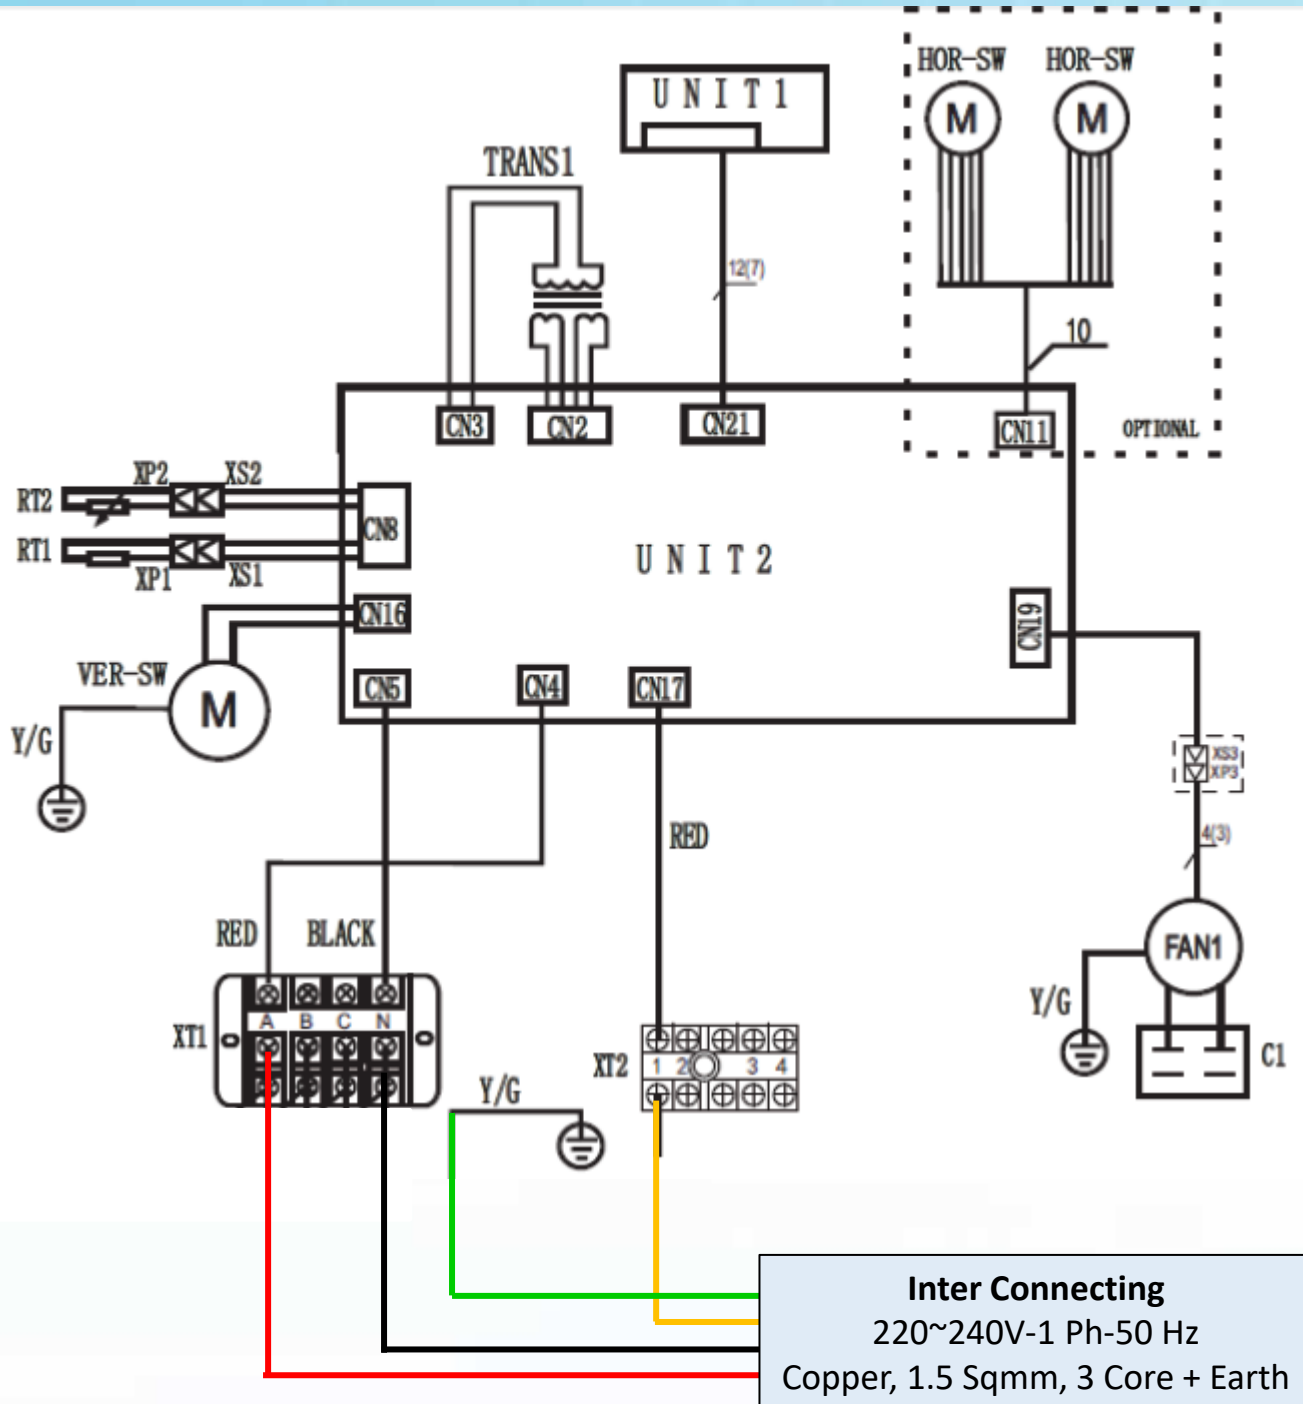 HOR-SW HOR-SW
M M
UNIT1
TRANS1
12(7)
10
CN3 CN2 CN21 CN11 OPTIONAL
XP2 XS2
RT2
CN8
RT1
XP1 XS1
UNIT2
CN16
CN19
VER-SW
M
CN5 CN4 CN17
Y/G
XS3
XP3
RED
4(3)
RED BLACK
FAN1
Y/G
A B C N
XT1
XT2
1 2 3 4
C1
Y/G
Inter Connecting
220~240V-1 Ph-50 Hz
Copper, 1.5 Sqmm, 3 Core + Earth